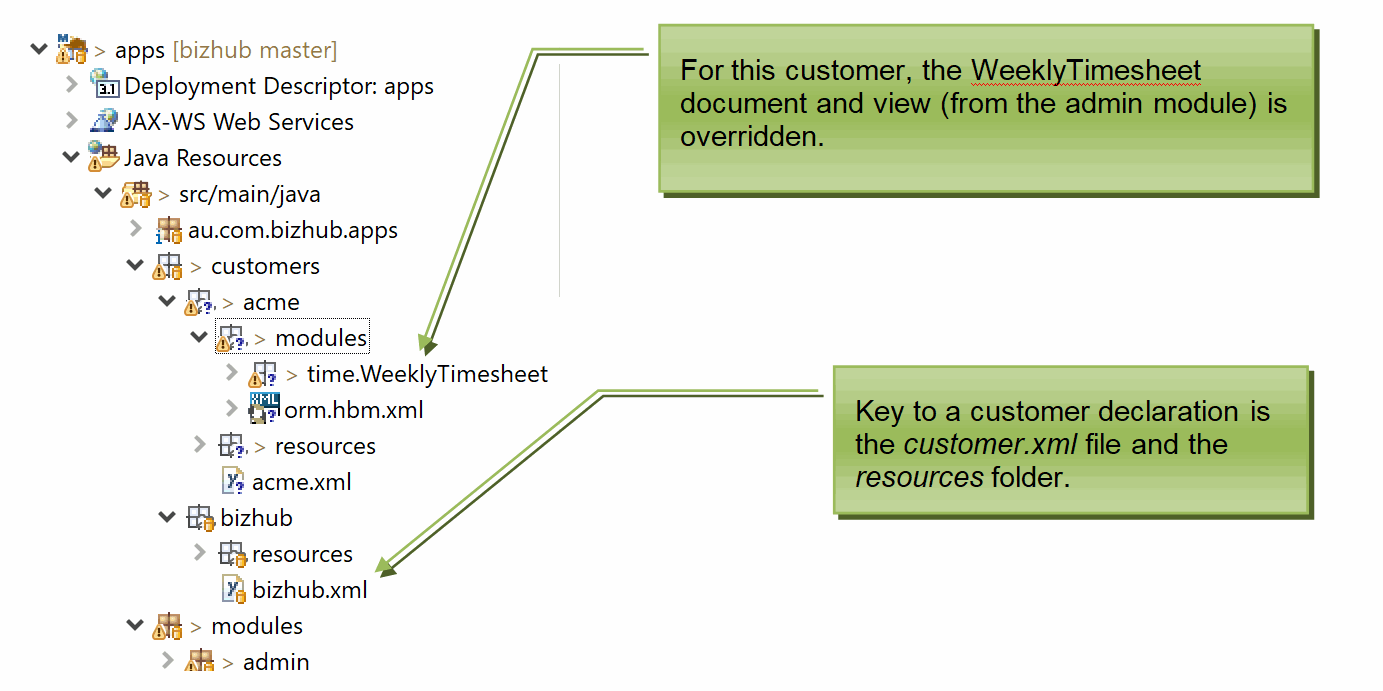 > apps [bizhub master]
Deployment Descriptor: apps
JAX-WS Web Services
Java Resources
> src/main/java
au.com.bizhub.apps
> customers
> acme
> modules
> time.WeeklyTimesheet
orm.hbm.xml
> resources
acme.xml
bizhub
resources
bizhub.xml
> modules
> admin
For this customer, the WeeklyTimesheet
document and view (from the admin module) is
overridden.
Key to a customer declaration is
the customer.xml file and the
resources folder.